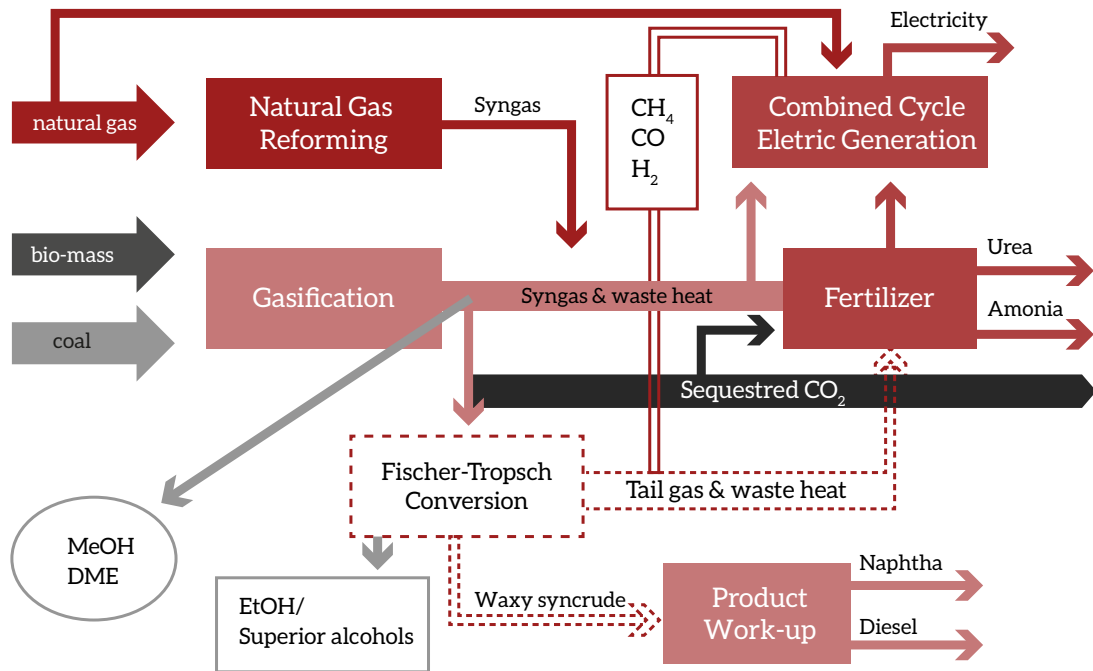 Electricity
natural gas
Natural Gas
Reforming
Syngas
CH₄
CO
H₂
Combined Cycle
Eletric Generation
bio-mass
coal
Gasification
Syngas & waste heat
Fertilizer
Urea
Amonia
Sequestred CO₂
Fischer-Tropsch
Conversion
Tail gas & waste heat
MeOH
DME
EtOH/
Superior alcohols
Waxy syncrude
Product
Work-up
Naphtha
Diesel